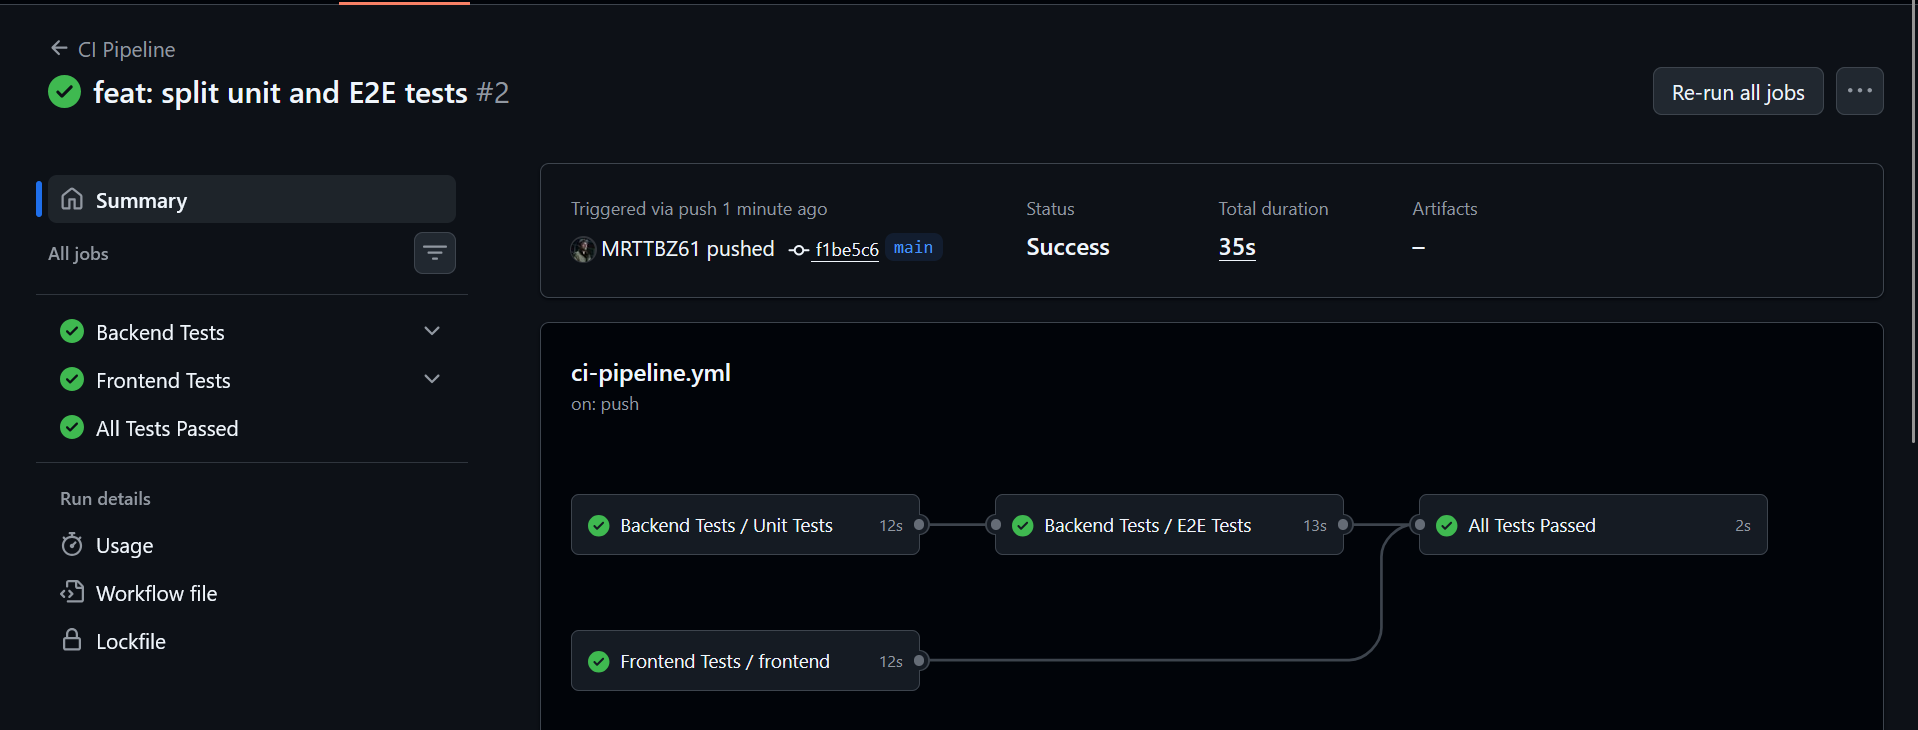 CI Pipeline
feat: split unit and E2E tests #2
Re-run all jobs
Summary
All jobs
Backend Tests
Frontend Tests
All Tests Passed
Run details
Usage
Workflow file
Lockfile
Triggered via push 1 minute ago
MRTTBZ61 pushed f1be5c6 main
Status
Success
Total duration
35s
Artifacts
–
ci-pipeline.yml
on: push
Backend Tests / Unit Tests 12s
Backend Tests / E2E Tests 13s
All Tests Passed 2s
Frontend Tests / frontend 12s